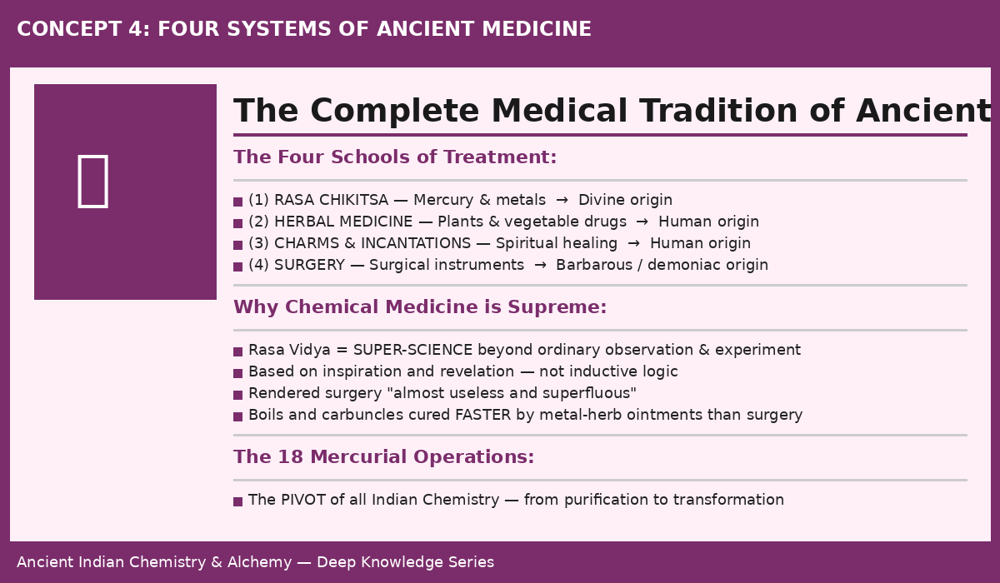 CONCEPT 4: FOUR SYSTEMS OF ANCIENT MEDICINE
The Complete Medical Tradition of Ancient
The Four Schools of Treatment:
(1) RASA CHIKITSA — Mercury & metals → Divine origin
(2) HERBAL MEDICINE — Plants & vegetable drugs → Human origin
(3) CHARMS & INCANTATIONS — Spiritual healing → Human origin
(4) SURGERY — Surgical instruments → Barbarous / demoniac origin
Why Chemical Medicine is Supreme:
Rasa Vidya = SUPER-SCIENCE beyond ordinary observation & experiment
Based on inspiration and revelation — not inductive logic
Rendered surgery "almost useless and superfluous"
Boils and carbuncles cured FASTER by metal-herb ointments than surgery
The 18 Mercurial Operations:
The PIVOT of all Indian Chemistry — from purification to transformation
Ancient Indian Chemistry & Alchemy — Deep Knowledge Series